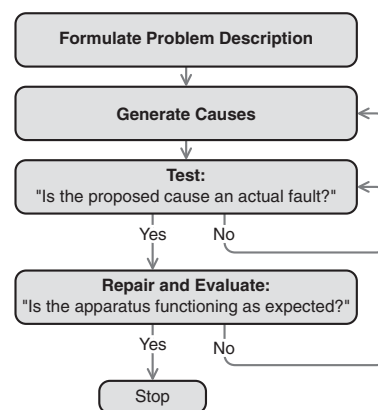 Formulate Problem Description
Generate Causes
Test:
"Is the proposed cause an actual fault?"
Yes
No
Repair and Evaluate:
"Is the apparatus functioning as expected?"
Yes
No
Stop